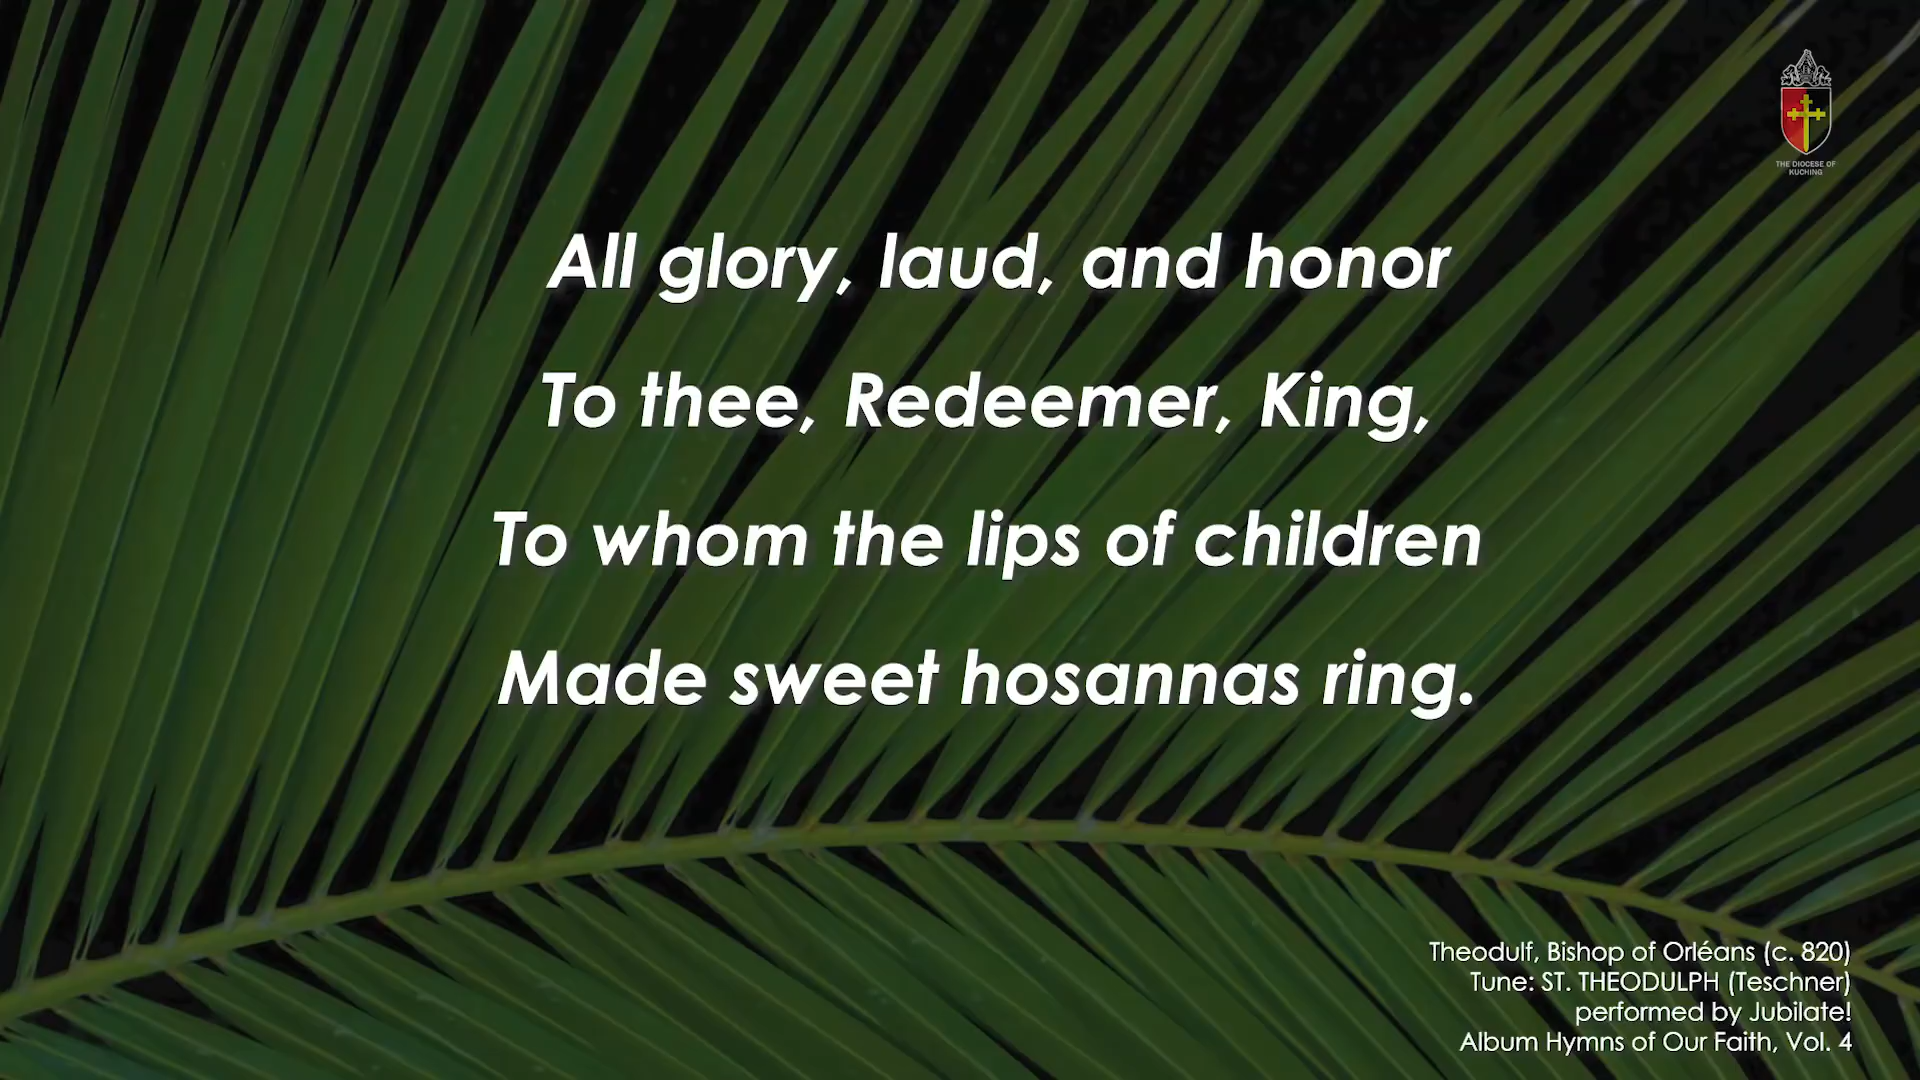 THE DIOCESE OF
KUCHING
All glory, laud, and honor
To thee, Redeemer, King,
To whom the lips of children
Made sweet hosannas ring.
Theodulf, Bishop of Orléans (c. 820)
Tune: ST. THEODULPH (Teschner)
performed by Jubilate!
Album Hymns of Our Faith, Vol. 4